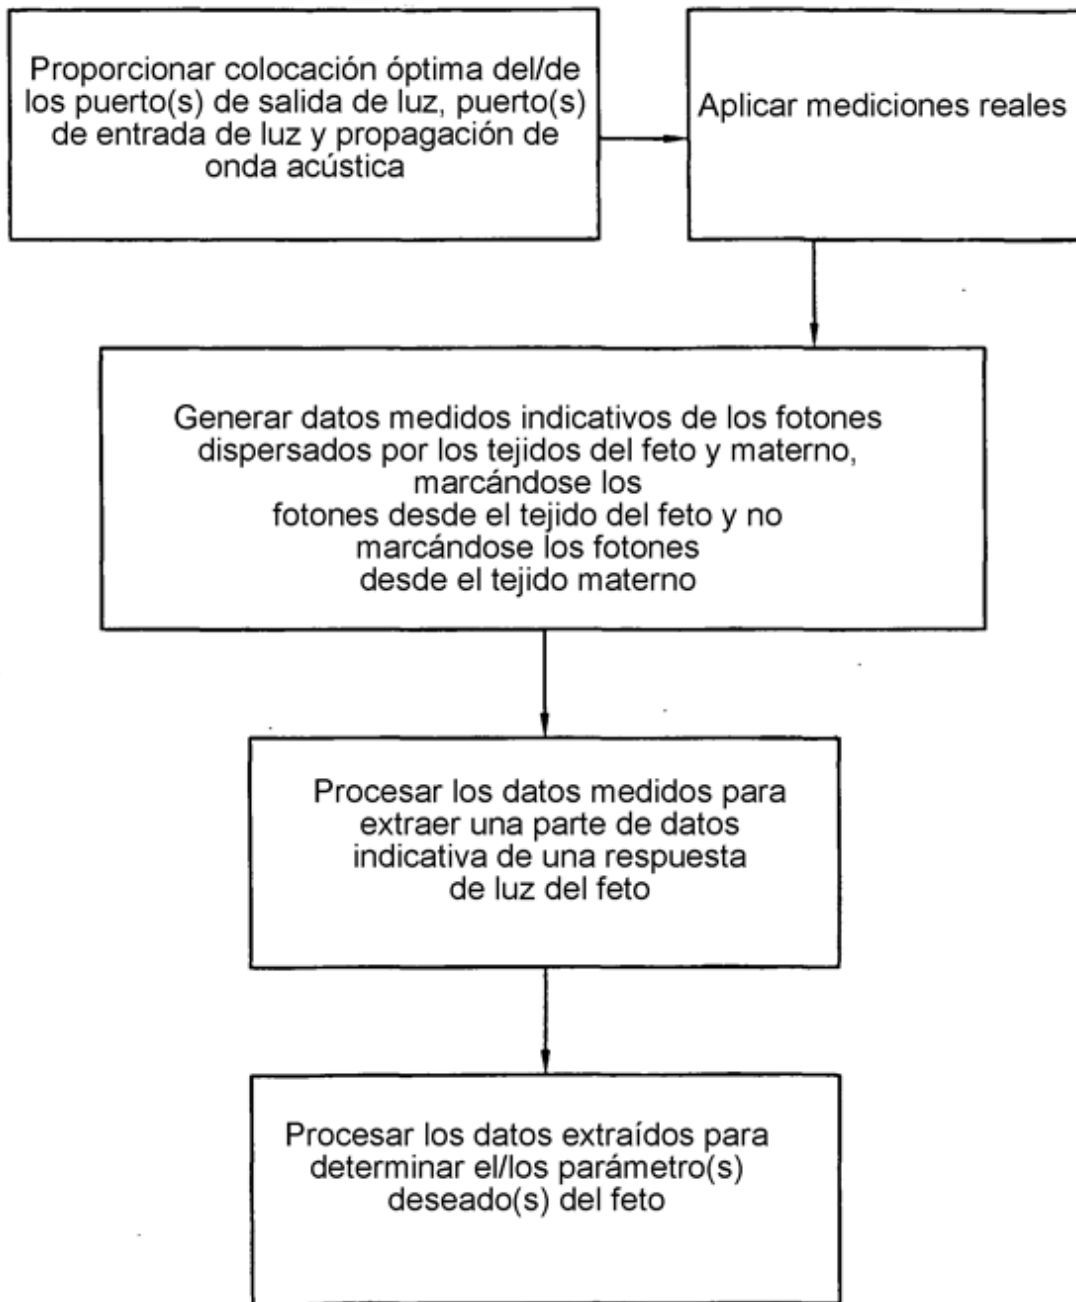 Proporcionar colocación óptima del/de
los puerto(s) de salida de luz, puerto(s)
de entrada de luz y propagación de
onda acústica
Aplicar mediciones reales
Generar datos medidos indicativos de los fotones
dispersados por los tejidos del feto y materno,
marcándose los
fotones desde el tejido del feto y no
marcándose los fotones
desde el tejido materno
Procesar los datos medidos para
extraer una parte de datos
indicativa de una respuesta
de luz del feto
Procesar los datos extraídos para
determinar el/los parámetro(s)
deseado(s) del feto